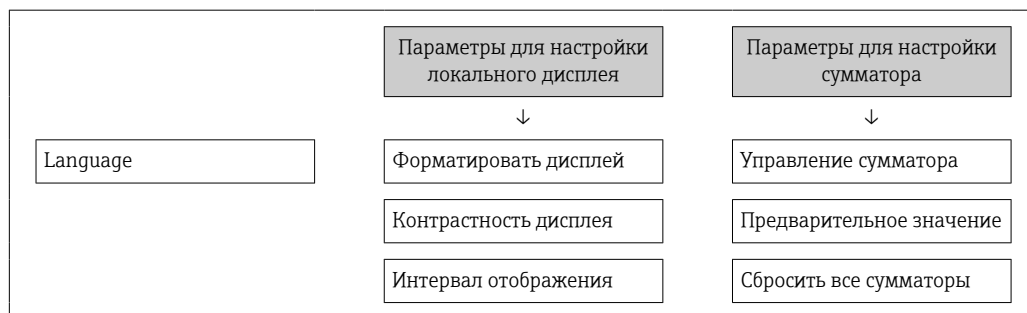 Параметры для настройки
локального дисплея
Параметры для настройки
сумматора
↓
↓
Language
Форматировать дисплей
Управление сумматора
Контрастность дисплея
Предварительное значение
Интервал отображения
Сбросить все сумматоры